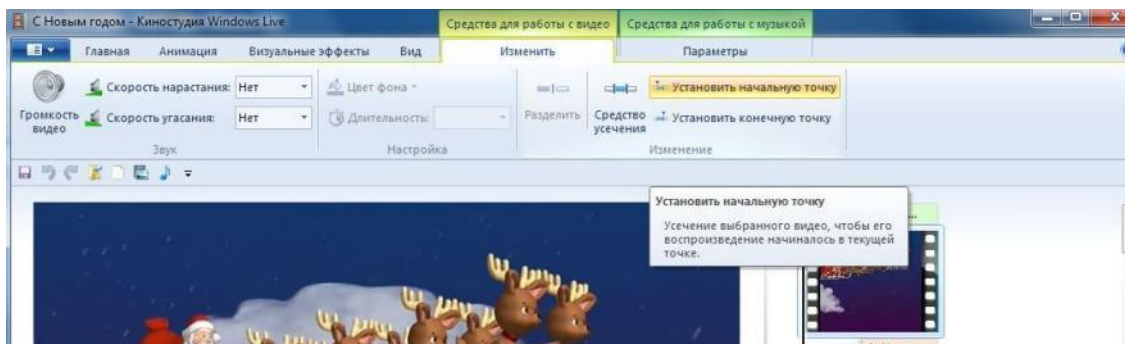 С Новым годом - Киностудия Windows Live
Средства для работы с видео
Средства для работы с музыкой
Главная Анимация Визуальные эффекты Вид Изменить Параметры
Громкость видео
Скорость нарастания: Нет
Скорость угасания: Нет
Звук
Цвет фона
Длительность:
Настройка
Разделить
Средство усечения
Установить начальную точку
Установить конечную точку
Изменение
Установить начальную точку
Усечение выбранного видео, чтобы его
воспроизведение начиналось в текущей
точке.